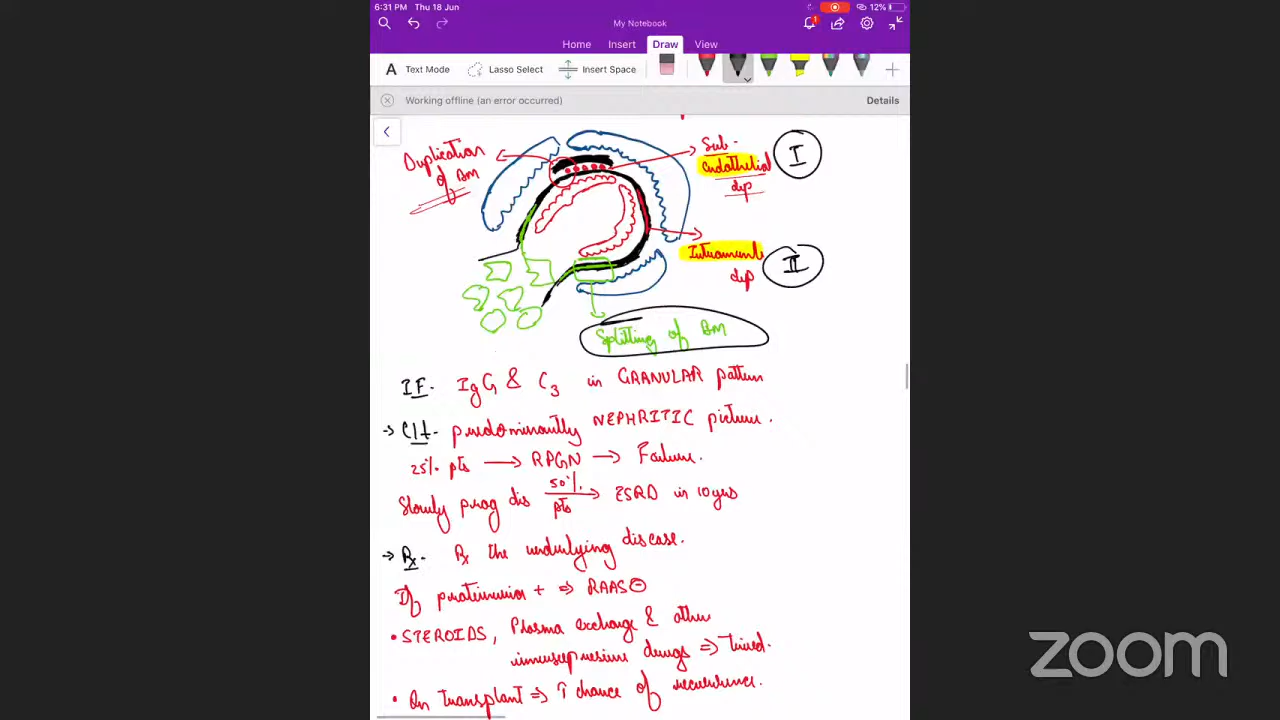 6:31 PM Thu 18 Jun
12%
My Notebook
Home Insert Draw View
A Text Mode Lasso Select Insert Space
Working offline (an error occurred) Details
Duplication
of BM
Sub-
endothelial
dep
I
Intramemb
dep
II
Splitting of BM
IF- IgG & C3 in GRANULAR pattern
→ C/f- predominantly NEPHRITIC picture.
25% pts → RPGN → Failure.
Slowly prog dis 50% pts → ESRD in 10yrs
→ Rx- Rx the underlying disease.
If proteinuria + ⇒ RAAS⊖
• STEROIDS, Plasma exchange & other
drugs ⇒ Tried.
• On transplant ⇒ ↑ chance of recurrence.
zoom